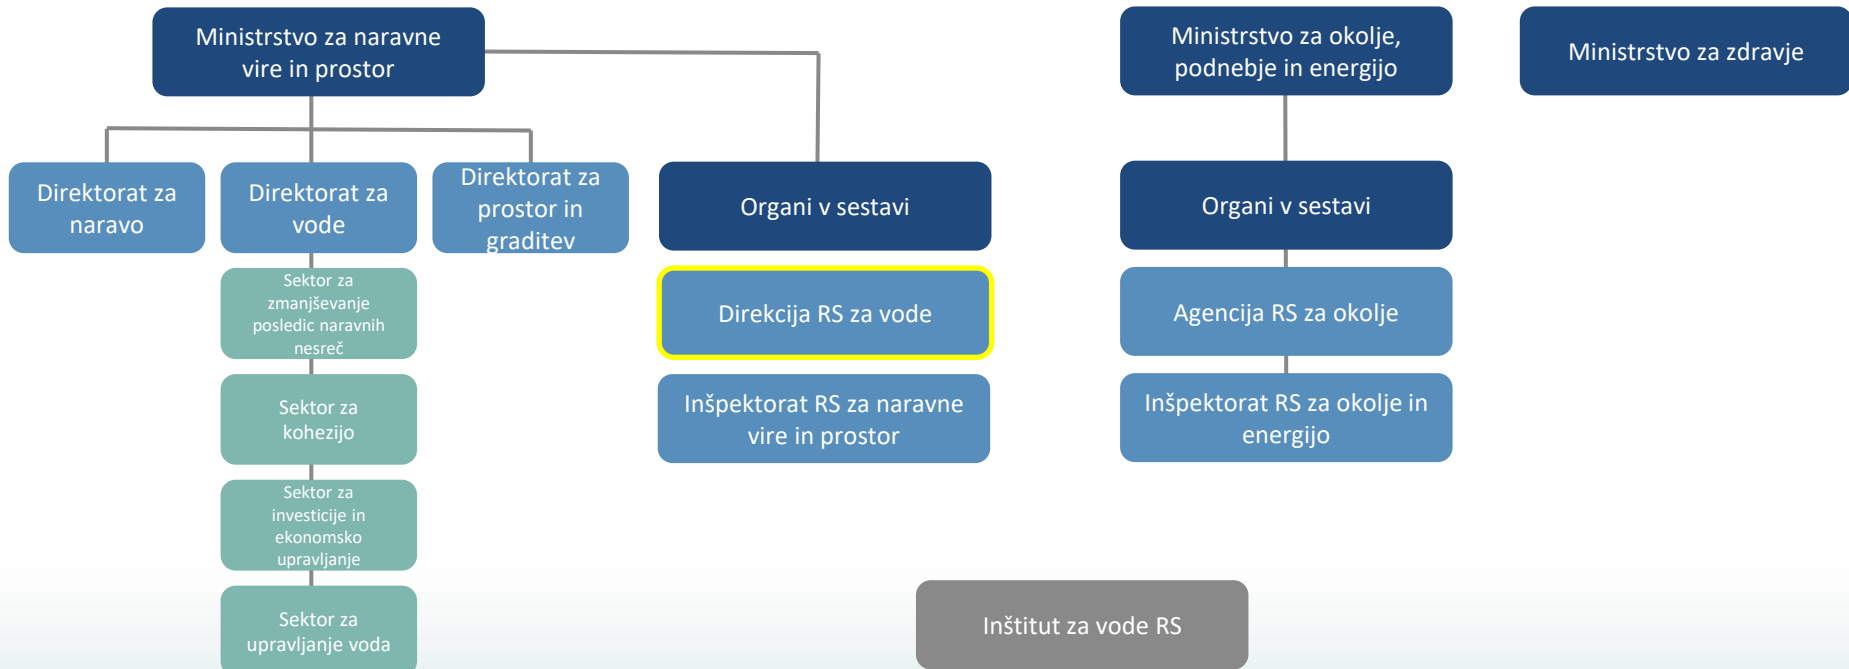 Ministrstvo za naravne
vire in prostor
Ministrstvo za okolje,
podnebje in energijo
Ministrstvo za zdravje
Direktorat za
naravo
Direktorat za
vode
Direktorat za
prostor in
graditev
Organi v sestavi
Organi v sestavi
Sektor za
zmanjševanje
posledic naravnih
nesreč
Direkcija RS za vode
Agencija RS za okolje
Sektor za
kohezijo
Inšpektorat RS za naravne
vire in prostor
Inšpektorat RS za okolje in
energijo
Sektor za
investicije in
ekonomsko
upravljanje
Sektor za
upravljanje voda
Inštitut za vode RS